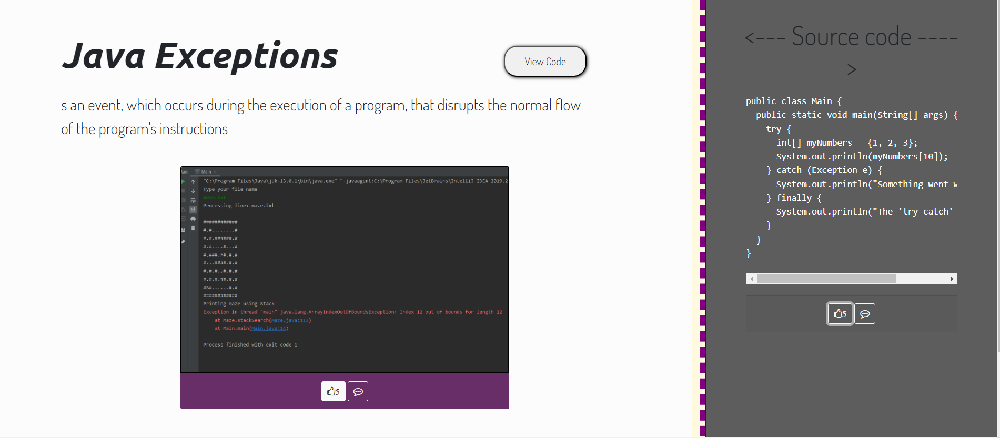 Java Exceptions
View Code
s an event, which occurs during the execution of a program, that disrupts the normal flow
of the program's instructions
Run: Main ×
"C:\Program Files\Java\jdk-13.0.1\bin\java.exe" "-javaagent:C:\Program Files\JetBrains\IntelliJ IDEA 2019.2
Type your file name
maze.txt
Processing line: maze.txt
############
#.#........#
#.#.######.#
#.#....#...#
#.###.F#.#.#
#...####.#.#
#.#.#..#.#.#
#.#.#.##.#.#
#S#......#.#
############
Printing maze using Stack
Exception in thread "main" java.lang.ArrayIndexOutOfBoundsException: Index 12 out of bounds for length 12
at Maze.stackSearch(Maze.java:113)
at Main.main(Main.java:14)
Process finished with exit code 1
5
<--- Source code ----
>
public class Main {
public static void main(String[] args) {
try {
int[] myNumbers = {1, 2, 3};
System.out.println(myNumbers[10]);
} catch (Exception e) {
System.out.println("Something went w
} finally {
System.out.println("The 'try catch'
}
}
}
5